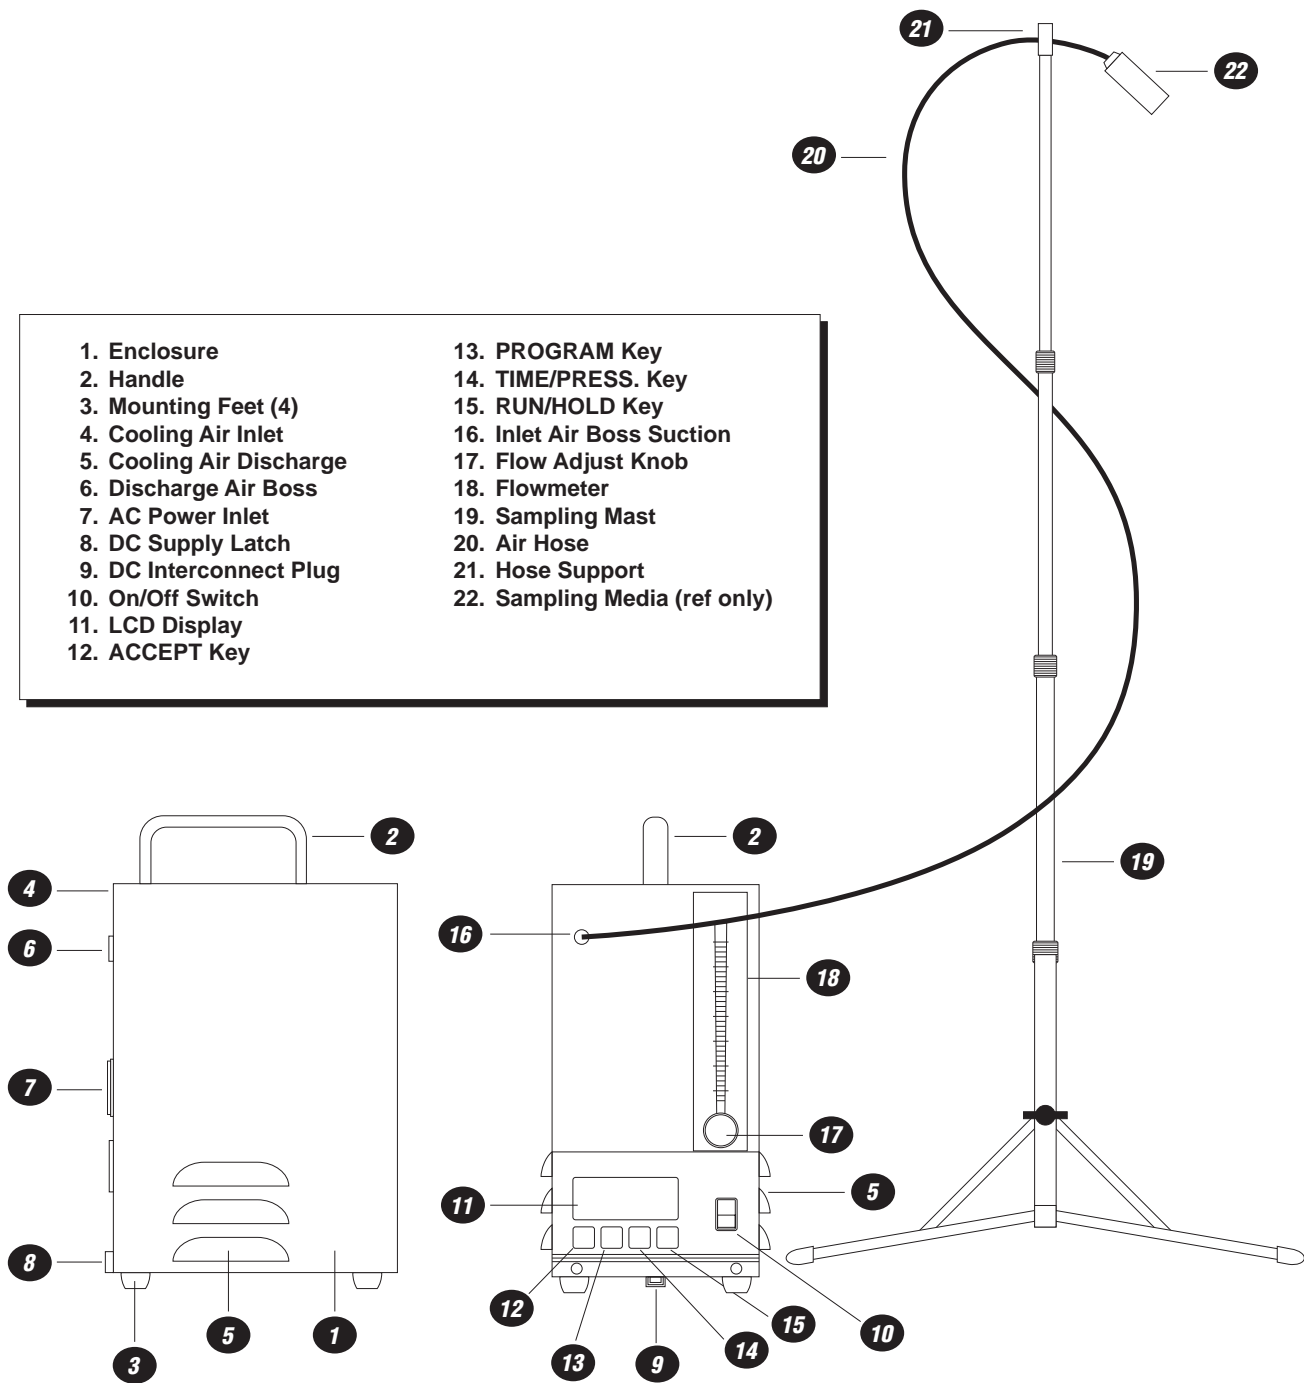 21
22
20
1. Enclosure
2. Handle
3. Mounting Feet (4)
4. Cooling Air Inlet
5. Cooling Air Discharge
6. Discharge Air Boss
7. AC Power Inlet
8. DC Supply Latch
9. DC Interconnect Plug
10. On/Off Switch
11. LCD Display
12. ACCEPT Key
13. PROGRAM Key
14. TIME/PRESS. Key
15. RUN/HOLD Key
16. Inlet Air Boss Suction
17. Flow Adjust Knob
18. Flowmeter
19. Sampling Mast
20. Air Hose
21. Hose Support
22. Sampling Media (ref only)
2
2
4
19
6
16
18
7
17
11
5
8
12
15
10
3
5
1
13
9
14